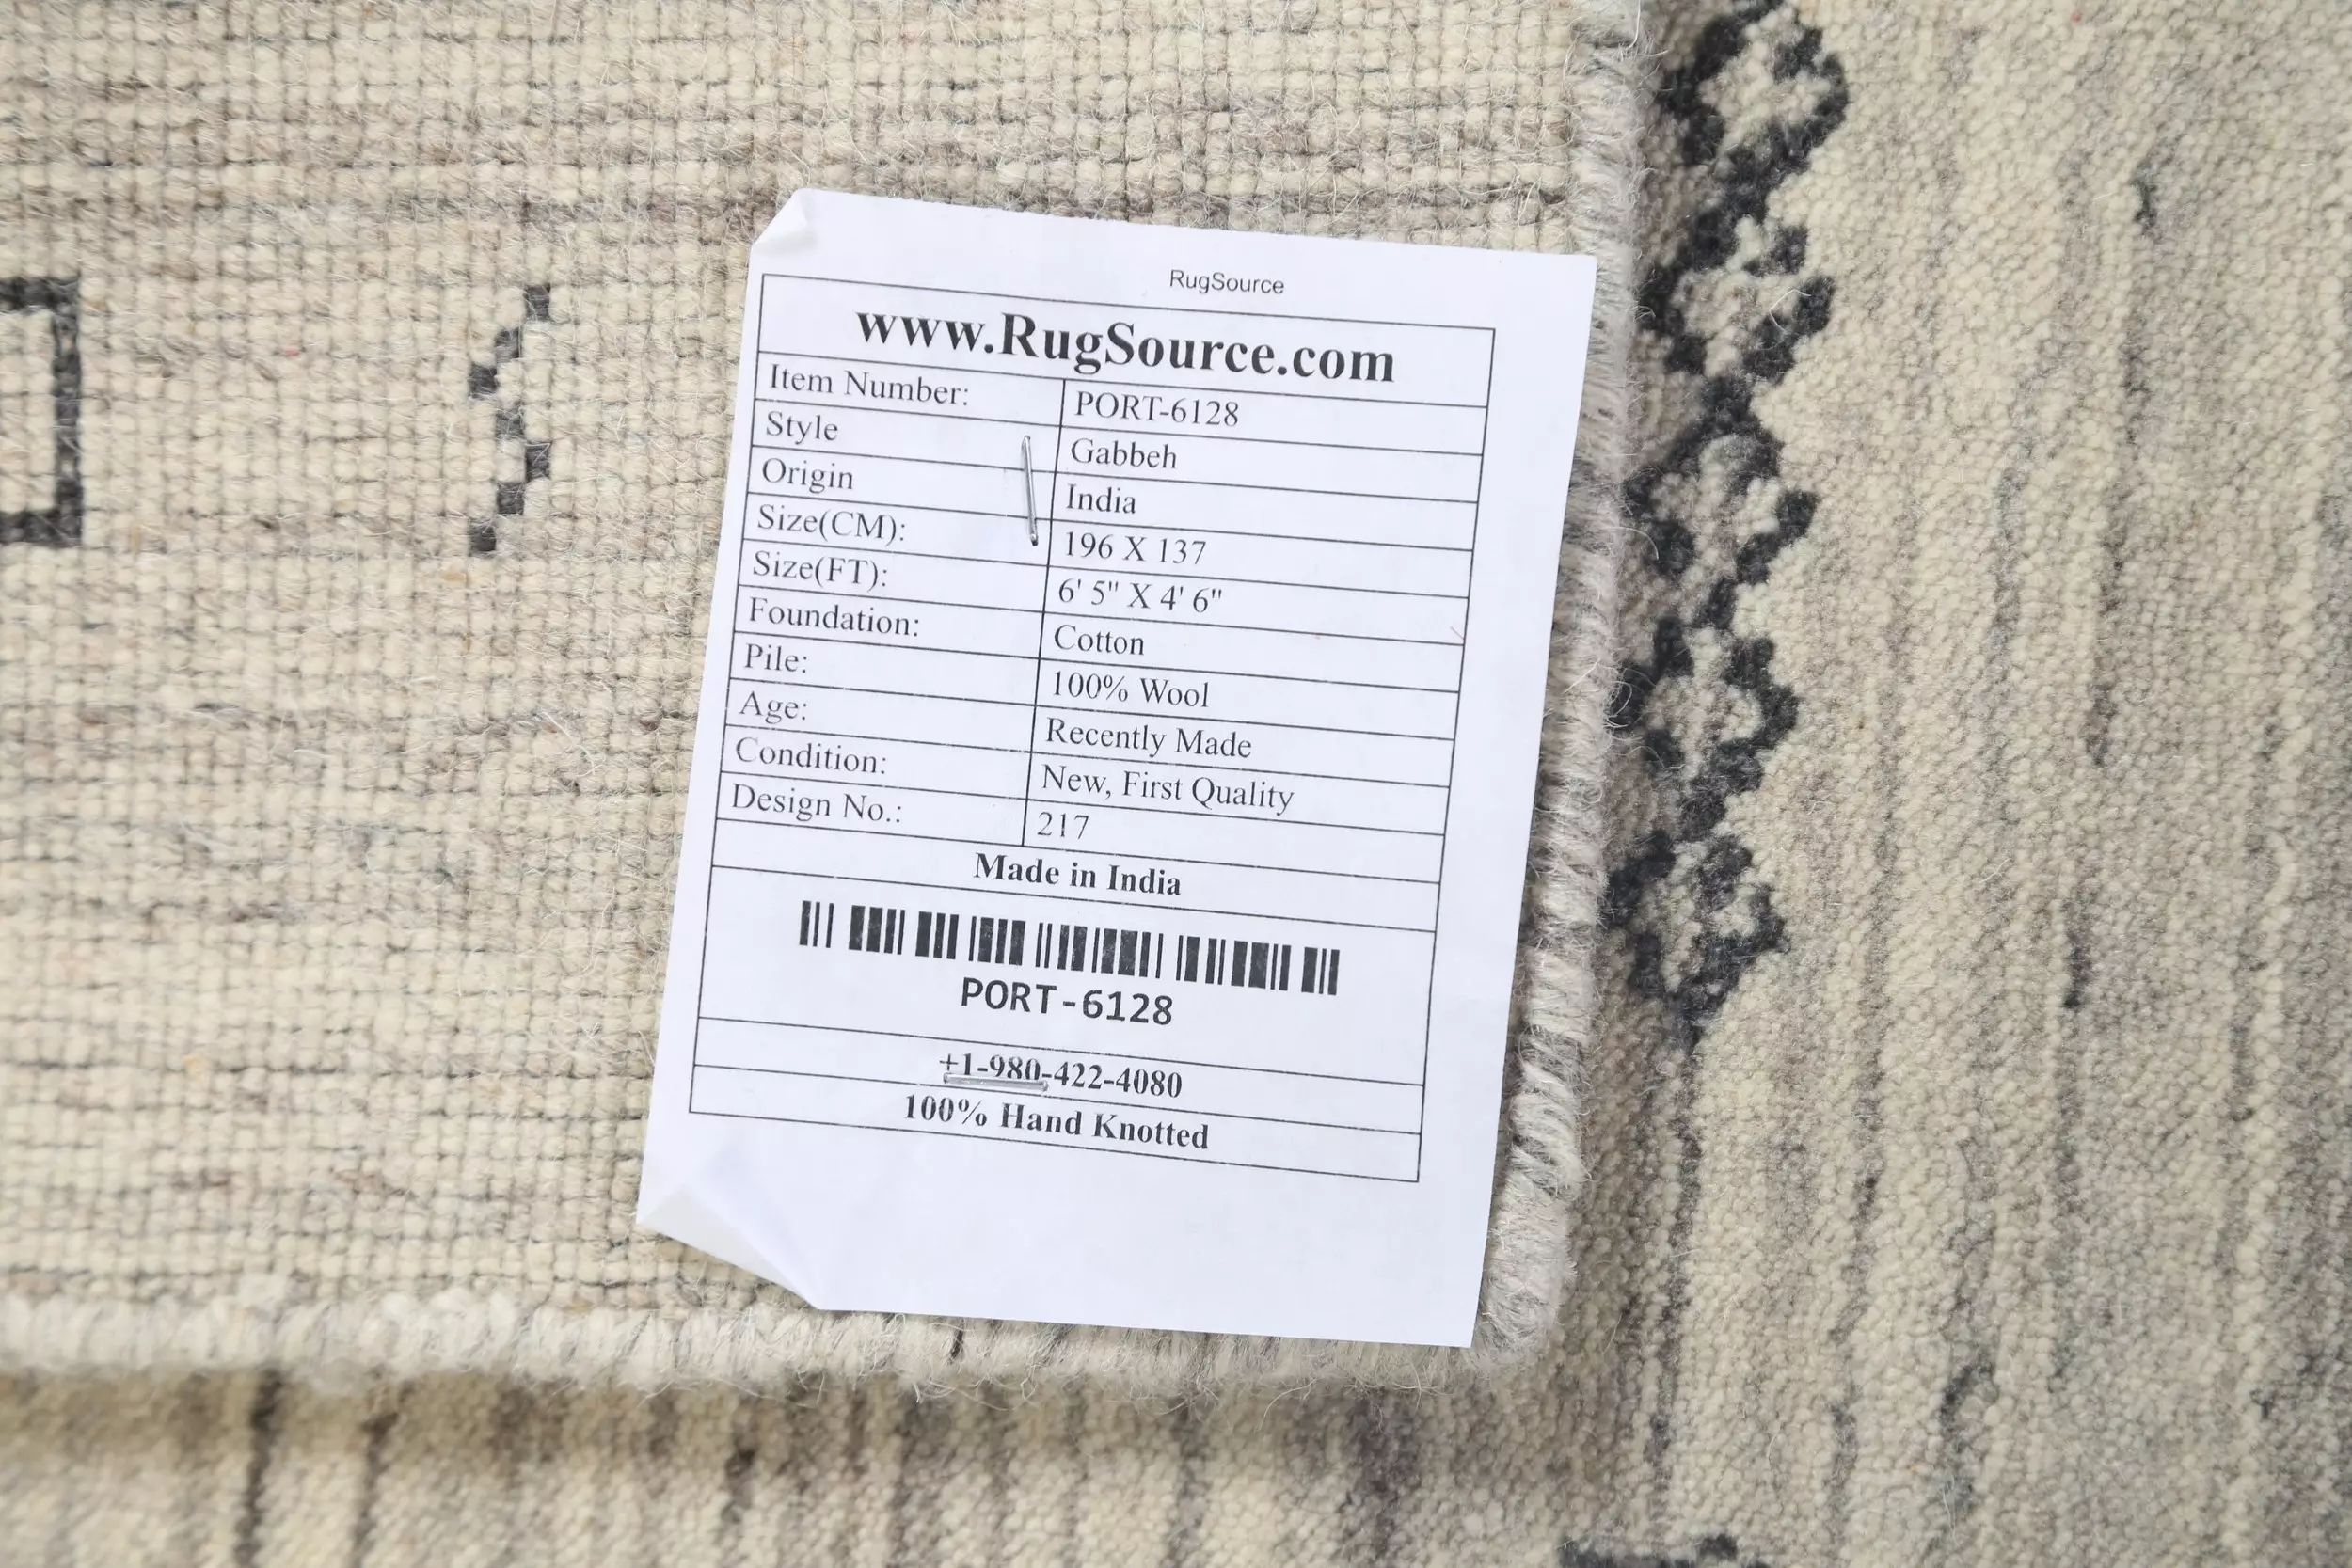 RugSource
www.RugSource.com
Item Number: PORT-6128
Style Gabbeh
Origin India
Size(CM): 196 X 137
Size(FT): 6' 5" X 4' 6"
Foundation: Cotton
Pile: 100% Wool
Age: Recently Made
Condition: New, First Quality
Design No.: 217
Made in India
PORT-6128
+1-980-422-4080
100% Hand Knotted